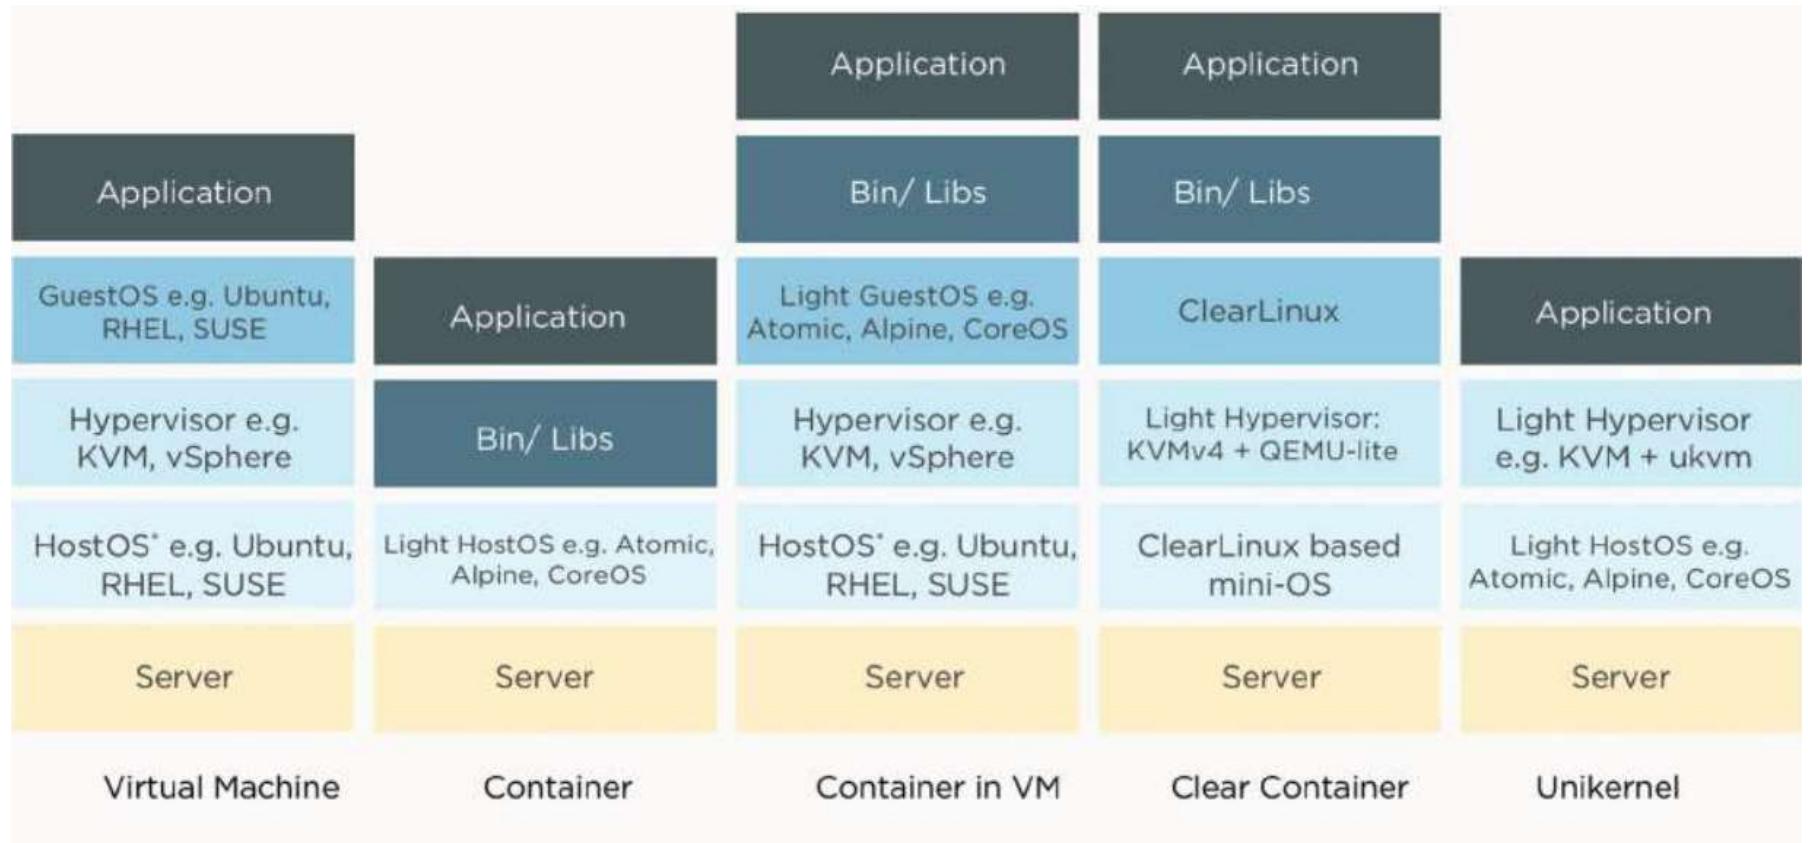 Application
GuestOS e.g. Ubuntu,
RHEL, SUSE
Hypervisor e.g.
KVM, vSphere
HostOS* e.g. Ubuntu,
RHEL, SUSE
Server
Virtual Machine
Application
Bin/ Libs
Light HostOS e.g. Atomic,
Alpine, CoreOS
Server
Container
Application
Bin/ Libs
Light GuestOS e.g.
Atomic, Alpine, CoreOS
Hypervisor e.g.
KVM, vSphere
HostOS* e.g. Ubuntu,
RHEL, SUSE
Server
Container in VM
Application
Bin/ Libs
ClearLinux
Light Hypervisor:
KVMv4 + QEMU-lite
ClearLinux based
mini-OS
Server
Clear Container
Application
Light Hypervisor
e.g. KVM + ukvm
Light HostOS e.g.
Atomic, Alpine, CoreOS
Server
Unikernel